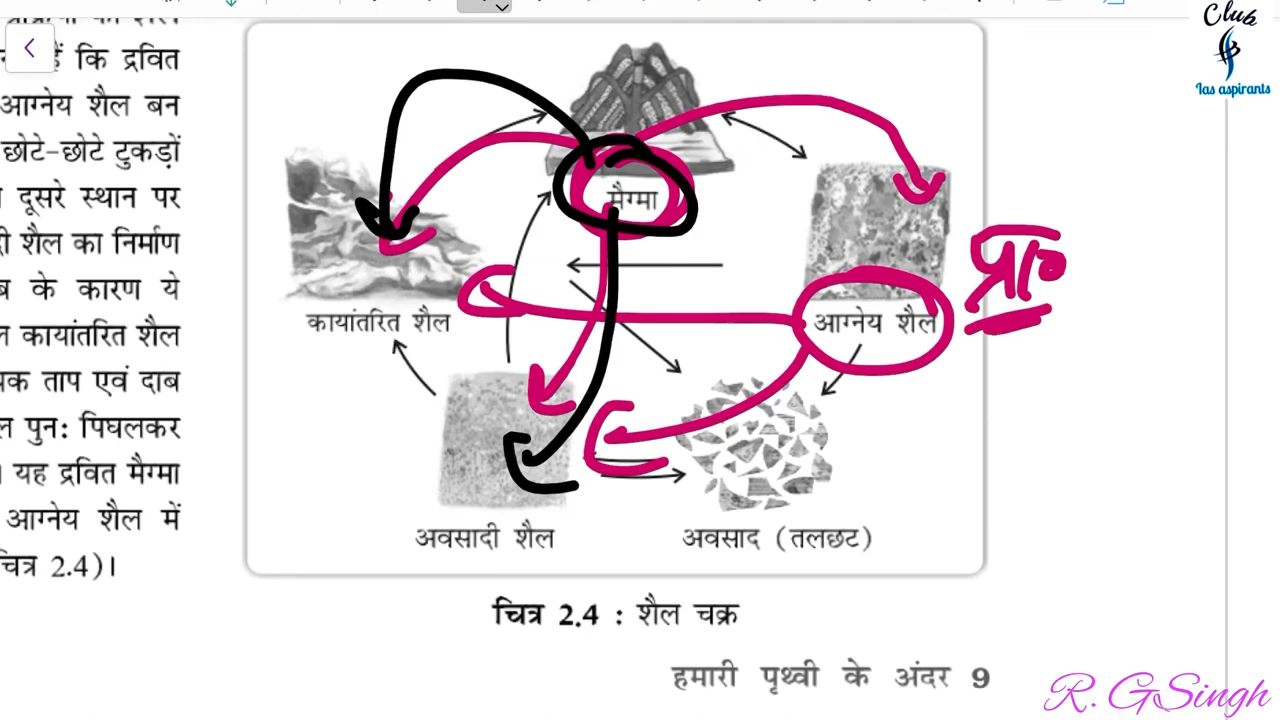 Club
Ias aspirants
हैं कि द्रवित
आग्नेय शैल बन
छोटे-छोटे टुकड़ों
दूसरे स्थान पर
शैल का निर्माण
के कारण ये
कायांतरित शैल
ताप एवं दाब
पुन: पिघलकर
यह द्रवित मैग्मा
आग्नेय शैल में
चित्र 2.4)।
मैग्मा
कायांतरित शैल
आग्नेय शैल
अवसादी शैल
अवसाद (तलछट)
चित्र 2.4 : शैल चक्र
हमारी पृथ्वी के अंदर 9
R. GSingh